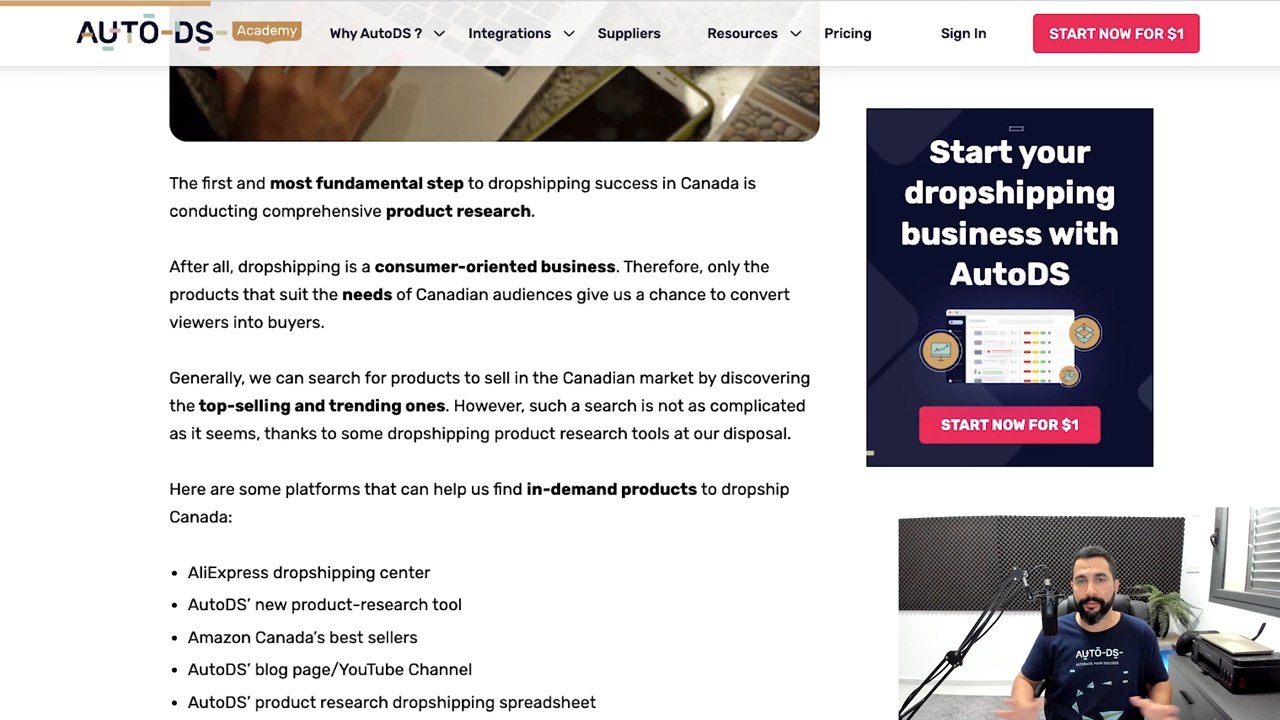 AUTO-DS- Academy Why AutoDS ? Integrations Suppliers Resources Pricing Sign In START NOW FOR $1
The first and most fundamental step to dropshipping success in Canada is
conducting comprehensive product research.
After all, dropshipping is a consumer-oriented business. Therefore, only the
products that suit the needs of Canadian audiences give us a chance to convert
viewers into buyers.
Generally, we can search for products to sell in the Canadian market by discovering
the top-selling and trending ones. However, such a search is not as complicated
as it seems, thanks to some dropshipping product research tools at our disposal.
Here are some platforms that can help us find in-demand products to dropship
Canada:
• AliExpress dropshipping center
• AutoDS’ new product-research tool
• Amazon Canada’s best sellers
• AutoDS’ blog page/YouTube Channel
• AutoDS’ product research dropshipping spreadsheet
Start your
dropshipping
business with
AutoDS
START NOW FOR $1
AUTO-DS-
AUTOMATE YOUR SUCCESS